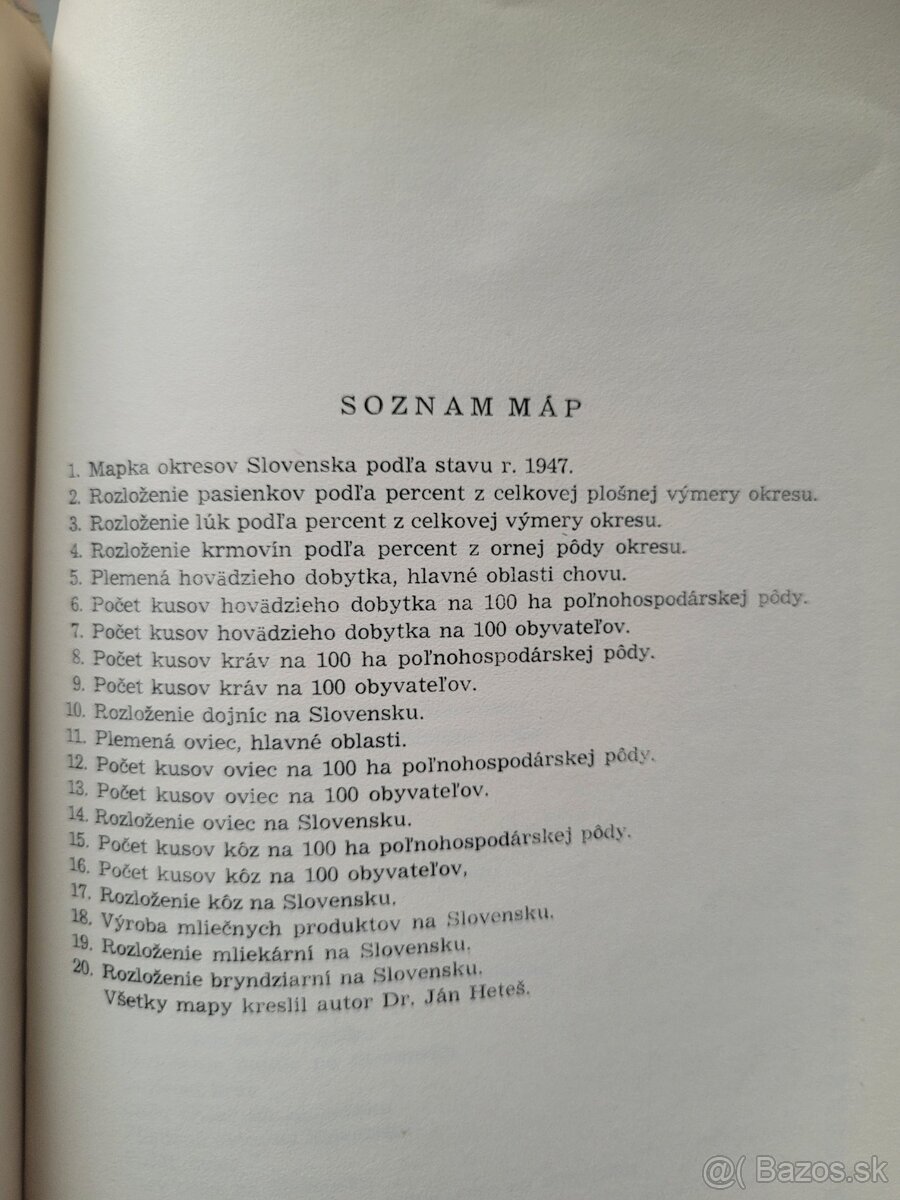 SOZNAM MÁP
1. Mapka okresov Slovenska podľa stavu r. 1947.
2. Rozloženie pasienkov podľa percent z celkovej plošnej výmery okresu.
3. Rozloženie lúk podľa percent z celkovej výmery okresu.
4. Rozloženie krmovín podľa percent z ornej pôdy okresu.
5. Plemená hovädzieho dobytka, hlavné oblasti chovu.
6. Počet kusov hovädzieho dobytka na 100 ha poľnohospodárskej pôdy.
7. Počet kusov hovädzieho dobytka na 100 obyvateľov.
8. Počet kusov kráv na 100 ha poľnohospodárskej pôdy.
9. Počet kusov kráv na 100 obyvateľov.
10. Rozloženie dojníc na Slovensku.
11. Plemená oviec, hlavné oblasti.
12. Počet kusov oviec na 100 ha poľnohospodárskej pôdy.
13. Počet kusov oviec na 100 obyvateľov.
14. Rozloženie oviec na Slovensku.
15. Počet kusov kôz na 100 ha poľnohospodárskej pôdy.
16. Počet kusov kôz na 100 obyvateľov,
17. Rozloženie kôz na Slovensku.
18. Výroba mliečnych produktov na Slovensku.
19. Rozloženie mliekární na Slovensku.
20. Rozloženie bryndziarní na Slovensku.
Všetky mapy kreslil autor Dr. Ján Heteš.
@( Bazos.sk